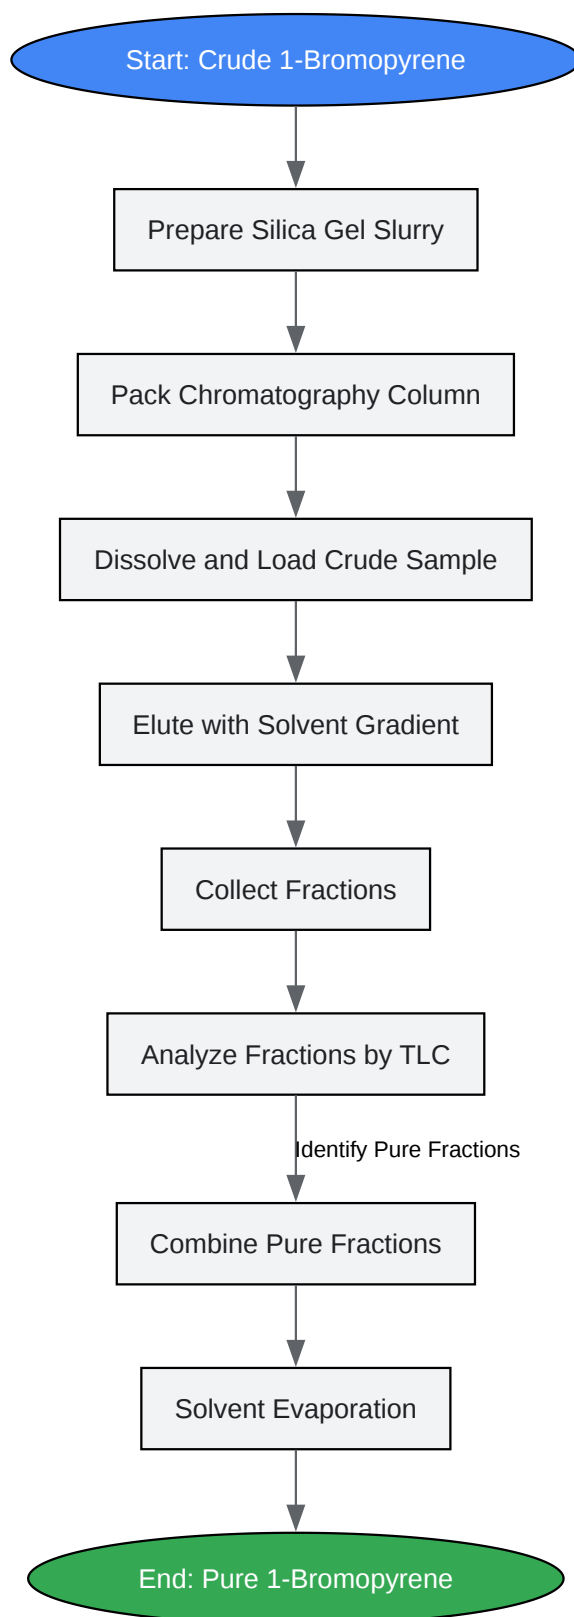 Start: Crude 1-Bromopyrene
Prepare Silica Gel Slurry
Pack Chromatography Column
Dissolve and Load Crude Sample
Elute with Solvent Gradient
Collect Fractions
Analyze Fractions by TLC
Identify Pure Fractions
Combine Pure Fractions
Solvent Evaporation
End: Pure 1-Bromopyrene